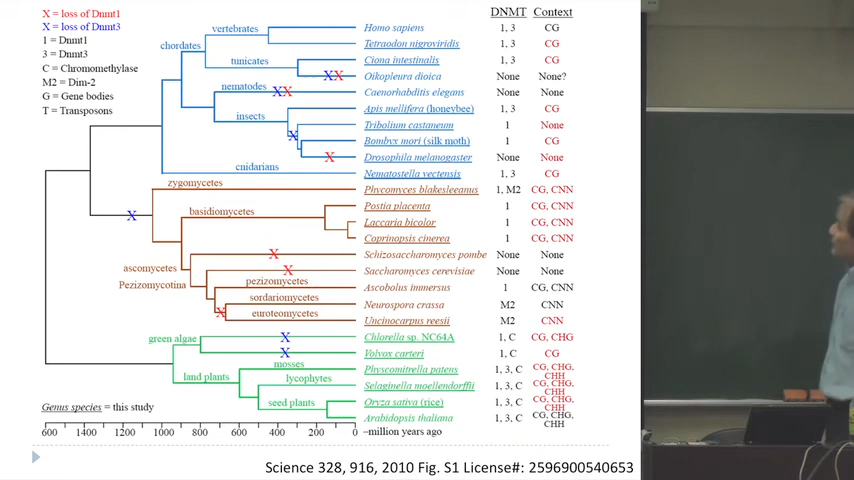 X = loss of Dnmt1
X = loss of Dnmt3
1 = Dnmt1
3 = Dnmt3
C = Chromomethylase
M2 = Dim-2
G = Gene bodies
T = Transposons
DNMT Context
vertebrates
chordates
Homo sapiens 1, 3 CG
Tetraodon nigroviridis 1, 3 CG
tunicates
Ciona intestinalis 1, 3 CG
X X Oikopleura dioica None None?
nematodes X X Caenorhabditis elegans None None
insects
Apis mellifera (honeybee) 1, 3 CG
Tribolium castaneum 1 None
X Bombyx mori (silk moth) 1 CG
X Drosophila melanogaster None None
cnidarians Nematostella vectensis 1, 3 CG
X
zygomycetes Phycomyces blakesleeanus 1, M2 CG, CNN
basidiomycetes
Postia placenta 1 CG, CNN
Laccaria bicolor 1 CG, CNN
Coprinopsis cinerea 1 CG, CNN
ascomycetes
X Schizosaccharomyces pombe None None
X Saccharomyces cerevisiae None None
Pezizomycotina
pezizomycetes Ascobolus immersus 1 CG, CNN
sordariomycetes Neurospora crassa M2 CNN
X euroteomycetes Uncinocarpus reesii M2 CNN
green algae
X Chlorella sp. NC64A 1, C CG, CHG
X Volvox carteri 1, C CG
land plants
mosses Physcomitrella patens 1, 3, C CG, CHG,
CHH
lycophytes Selaginella moellendorffii 1, 3, C CG, CHG,
CHH
seed plants Oryza sativa (rice) 1, 3, C CG, CHG,
CHH
Arabidopsis thaliana 1, 3, C CG, CHG,
CHH
Genus species = this study
600 1400 1200 1000 800 600 400 200 0 –million years ago
Science 328, 916, 2010 Fig. S1 License#: 2596900540653